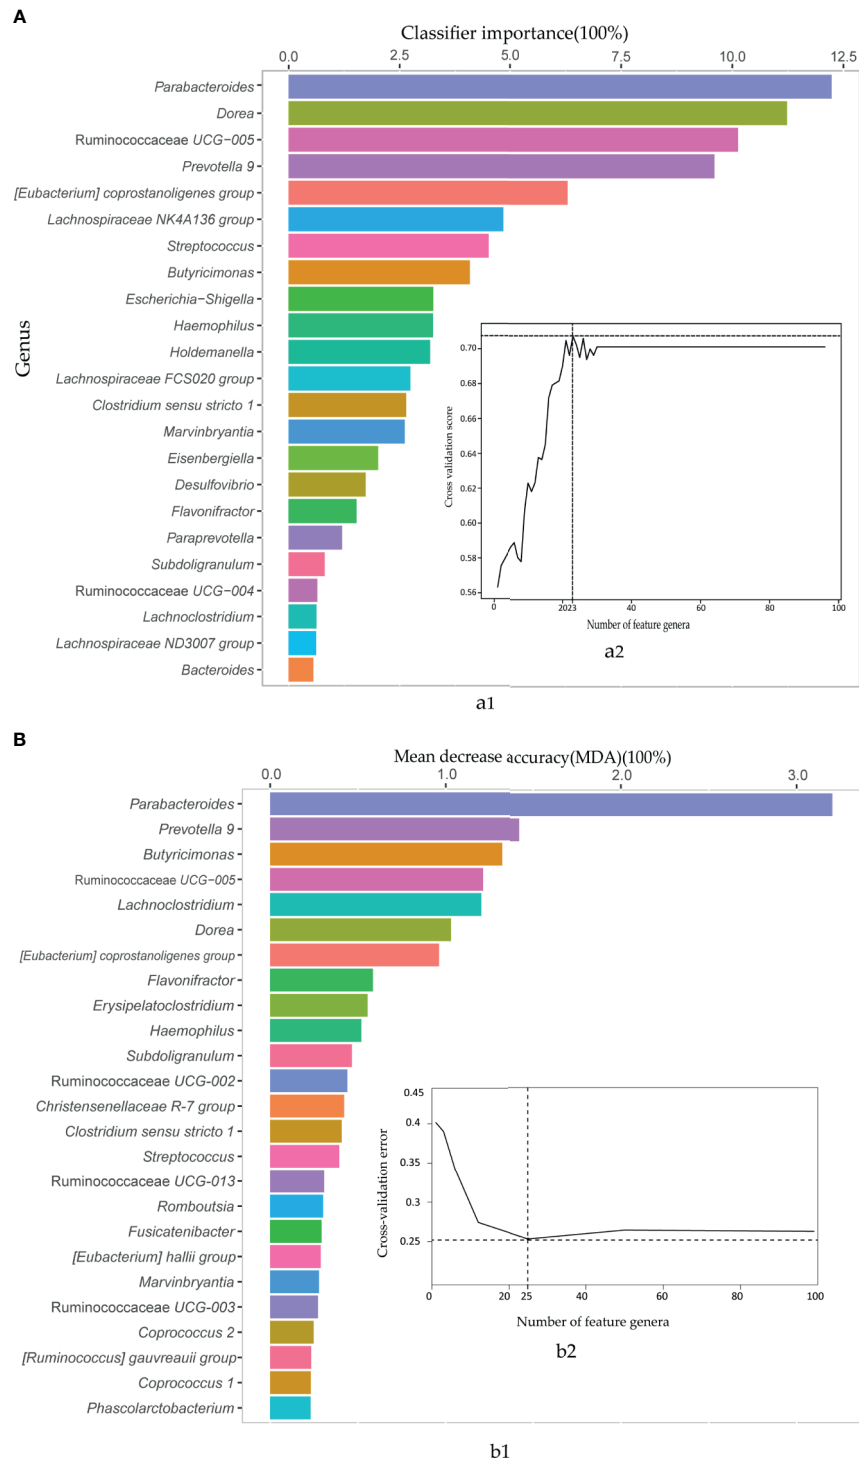 A
Classifier importance(100%)
0.0 2.5 5.0 7.5 10.0 12.5
Genus
Parabacteroides
Dorea
Ruminococcaceae UCG−005
Prevotella 9
[Eubacterium] coprostanoligenes group
Lachnospiraceae NK4A136 group
Streptococcus
Butyricimonas
Escherichia−Shigella
Haemophilus
Holdemanella
Lachnospiraceae FCS020 group
Clostridium sensu stricto 1
Marvinbryantia
Eisenbergiella
Desulfovibrio
Flavonifractor
Paraprevotella
Subdoligranulum
Ruminococcaceae UCG−004
Lachnoclostridium
Lachnospiraceae ND3007 group
Bacteroides
Cross validation score
0.70
0.68
0.66
0.64
0.62
0.60
0.58
0.56
0 20 23 40 60 80 100
Number of feature genera
a2
a1
B
Mean decrease accuracy(MDA)(100%)
0.0 1.0 2.0 3.0
Parabacteroides
Prevotella 9
Butyricimonas
Ruminococcaceae UCG-005
Lachnoclostridium
Dorea
[Eubacterium] coprostanoligenes group
Flavonifractor
Erysipelatoclostridium
Haemophilus
Subdoligranulum
Ruminococcaceae UCG-002
Christensenellaceae R-7 group
Clostridium sensu stricto 1
Streptococcus
Ruminococcaceae UCG-013
Romboutsia
Fusicatenibacter
[Eubacterium] hallii group
Marvinbryantia
Ruminococcaceae UCG-003
Coprococcus 2
[Ruminococcus] gauvreauii group
Coprococcus 1
Phascolarctobacterium
Cross-validation error
0.45
0.4
0.35
0.3
0.25
0 20 25 40 60 80 100
Number of feature genera
b2
b1